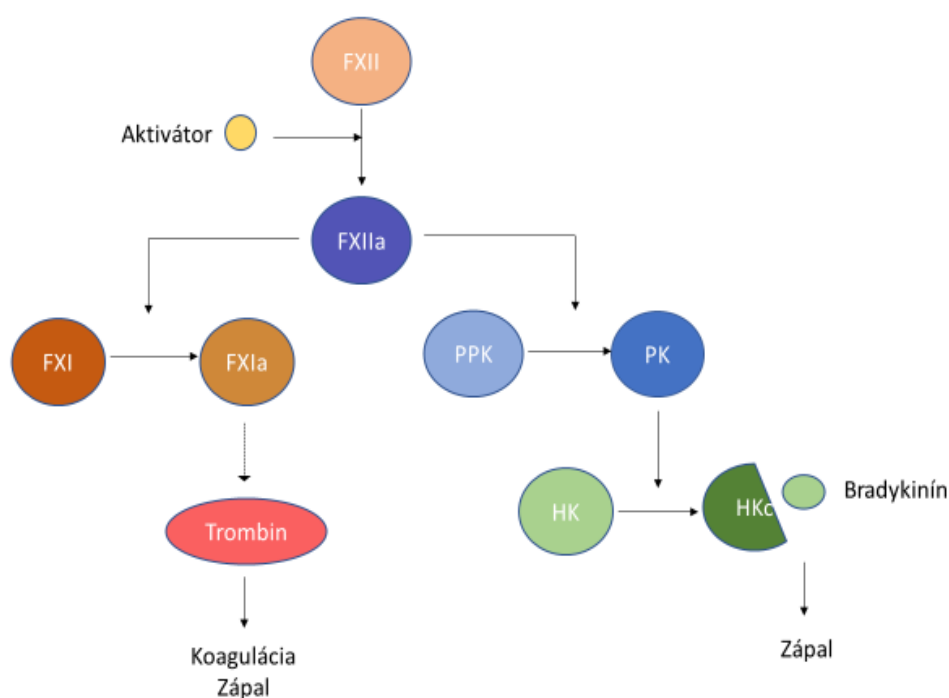 FXII
Aktivátor
FXIIa
FXI
FXIa
PPK
PK
HK
HKc
Bradykinín
Trombin
Koagulácia
Zápal
Zápal